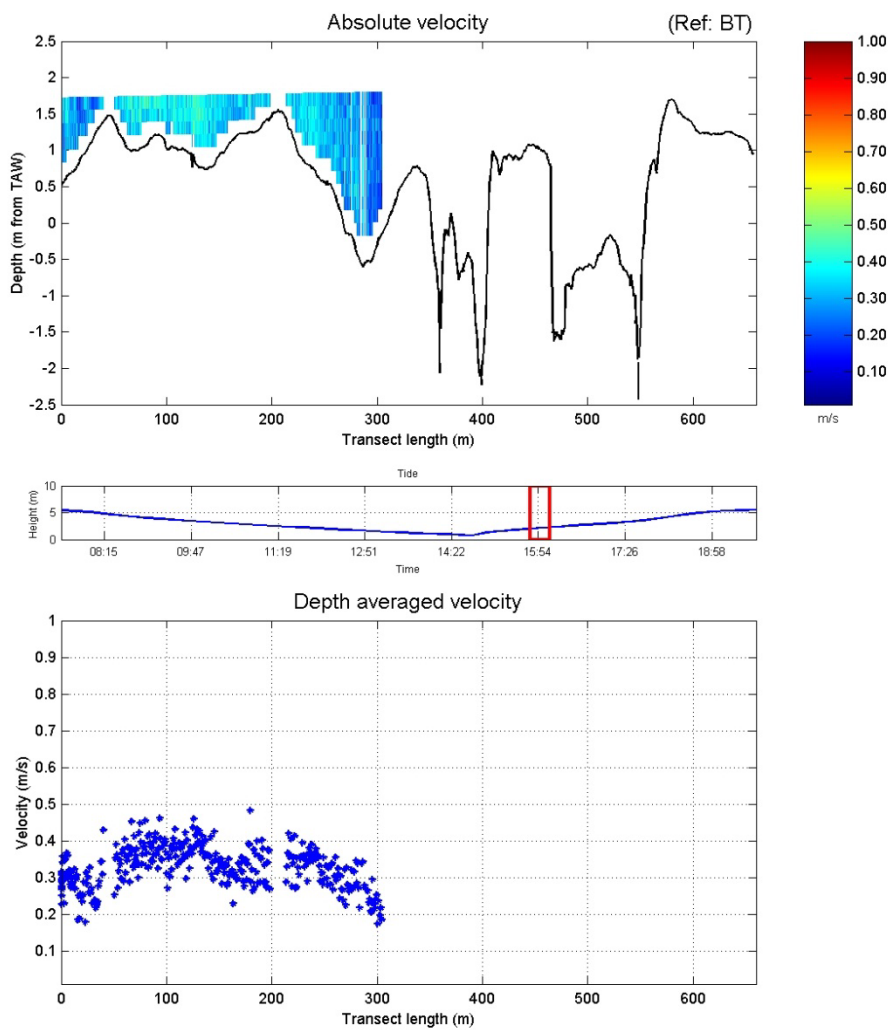 Absolute velocity (Ref: BT)
2.5
2
1.5
1
0.5
0
-0.5
-1
-1.5
-2
-2.5
Depth (m from TAW)
0 100 200 300 400 500 600
Transect length (m)
1.00
0.90
0.80
0.70
0.60
0.50
0.40
0.30
0.20
0.10
m/s
Tide
10
5
0
Height (m)
08:15 09:47 11:19 12:51 14:22 15:54 17:26 18:58
Time
Depth averaged velocity
1
0.9
0.8
0.7
0.6
0.5
0.4
0.3
0.2
0.1
Velocity (m/s)
0 100 200 300 400 500 600
Transect length (m)